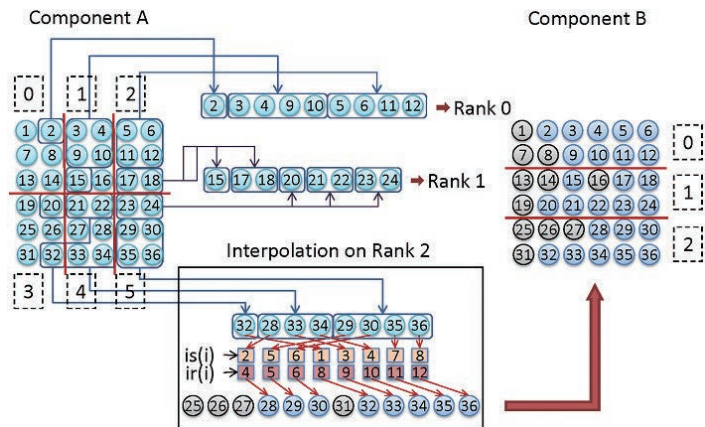 Component A
Component B
0 1 2
2 3 4 9 10 5 6 11 12 Rank 0
1 2 3 4 5 6
7 8 9 10 11 12
13 14 15 16 17 18
19 20 21 22 23 24
25 26 27 28 29 30
31 32 33 34 35 36
3 4 5
15 17 18 20 21 22 23 24 Rank 1
1 2 3 4 5 6
7 8 9 10 11 12
13 14 15 16 17 18
19 20 21 22 23 24
25 26 27 28 29 30
31 32 33 34 35 36
0
1
2
Interpolation on Rank 2
32 28 33 34 29 30 35 36
is(i) 2 5 6 1 3 4 7 8
ir(i) 4 5 6 8 9 10 11 12
25 26 27 28 29 30 31 32 33 34 35 36